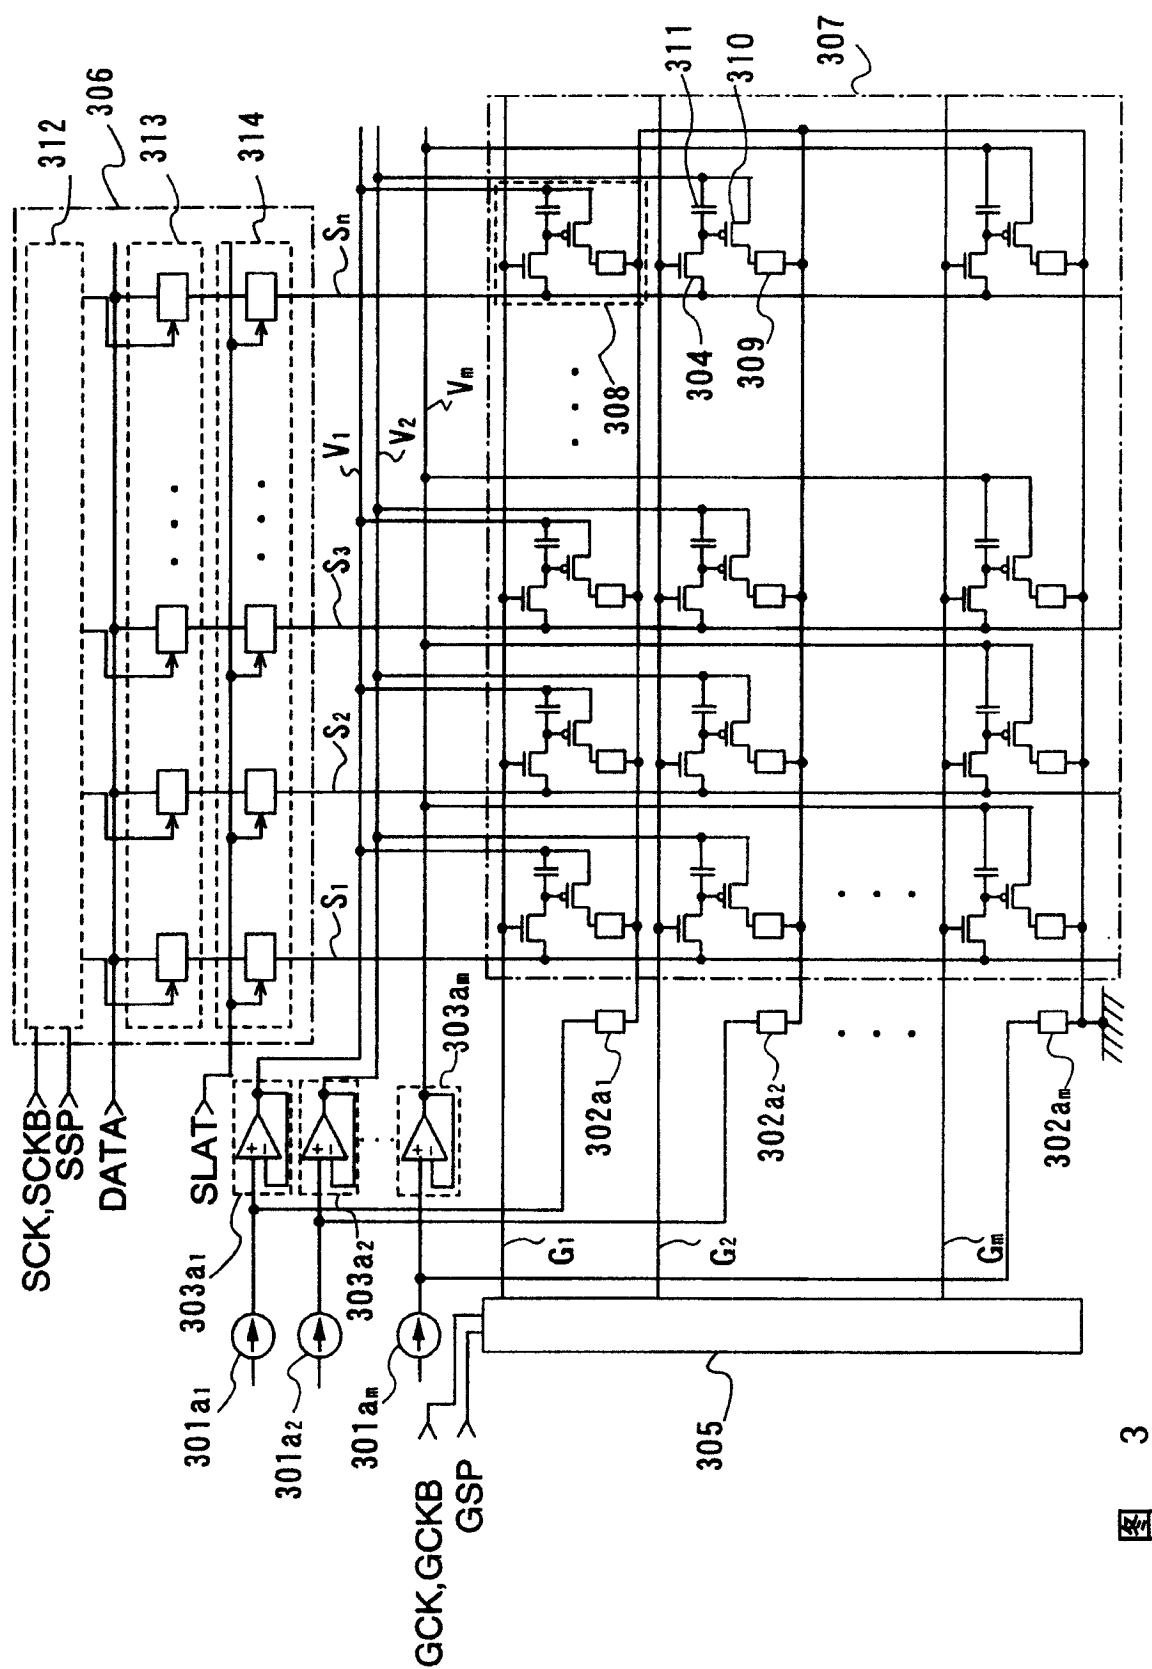 SCK,SCKB
SSP
DATA
SLAT
312
306
313
314
303a1
303a2
303am
301a1
301a2
301am
GCK,GCKB
GSP
S1
S2
S3
Sn
V1
V2
Vm
G1
G2
Gm
302a1
302a2
302am
305
308
304
309
311
310
307
图 3